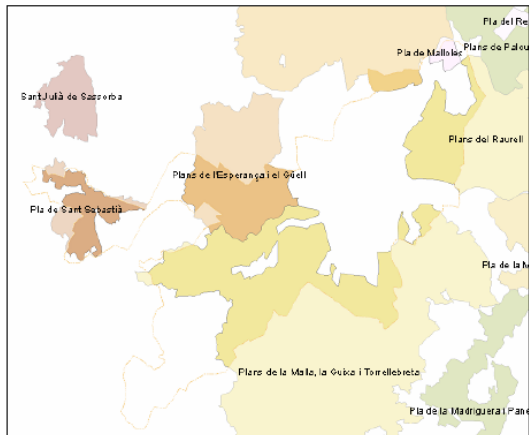 Pla del Re
Pla de Malloles
Plans de Palou
Sant Julià de Sassorba
Plans del Raurell
Plans de l'Esperança i el Güell
Pla de Sant Sebastià
Pla de la M
Plans de la Malla, la Guixa i Torrellebreta
Pla de la Madriguera i Pane